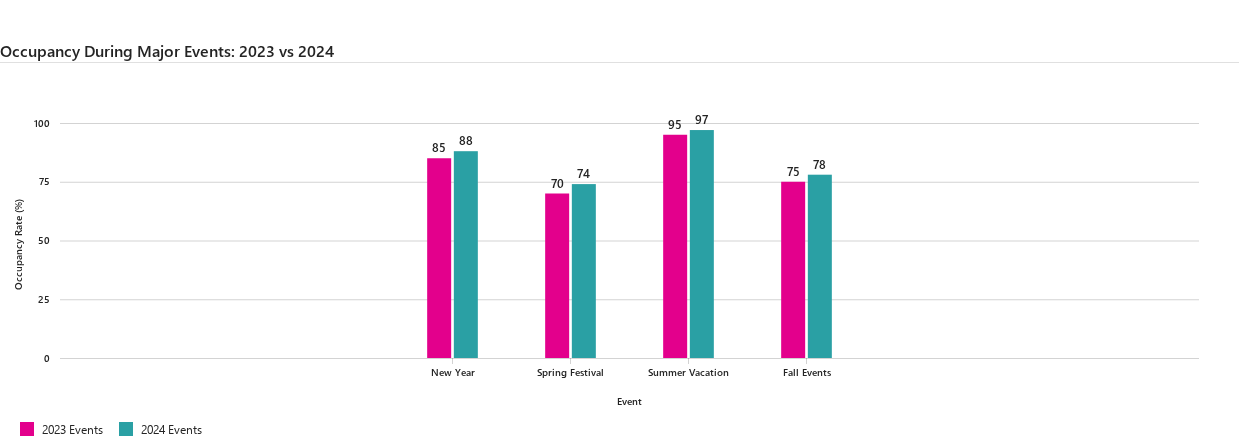 Occupancy During Major Events: 2023 vs 2024
100
75
50
25
0
Occupancy Rate (%)
85 88
70 74
95 97
75 78
New Year Spring Festival Summer Vacation Fall Events
Event
2023 Events 2024 Events